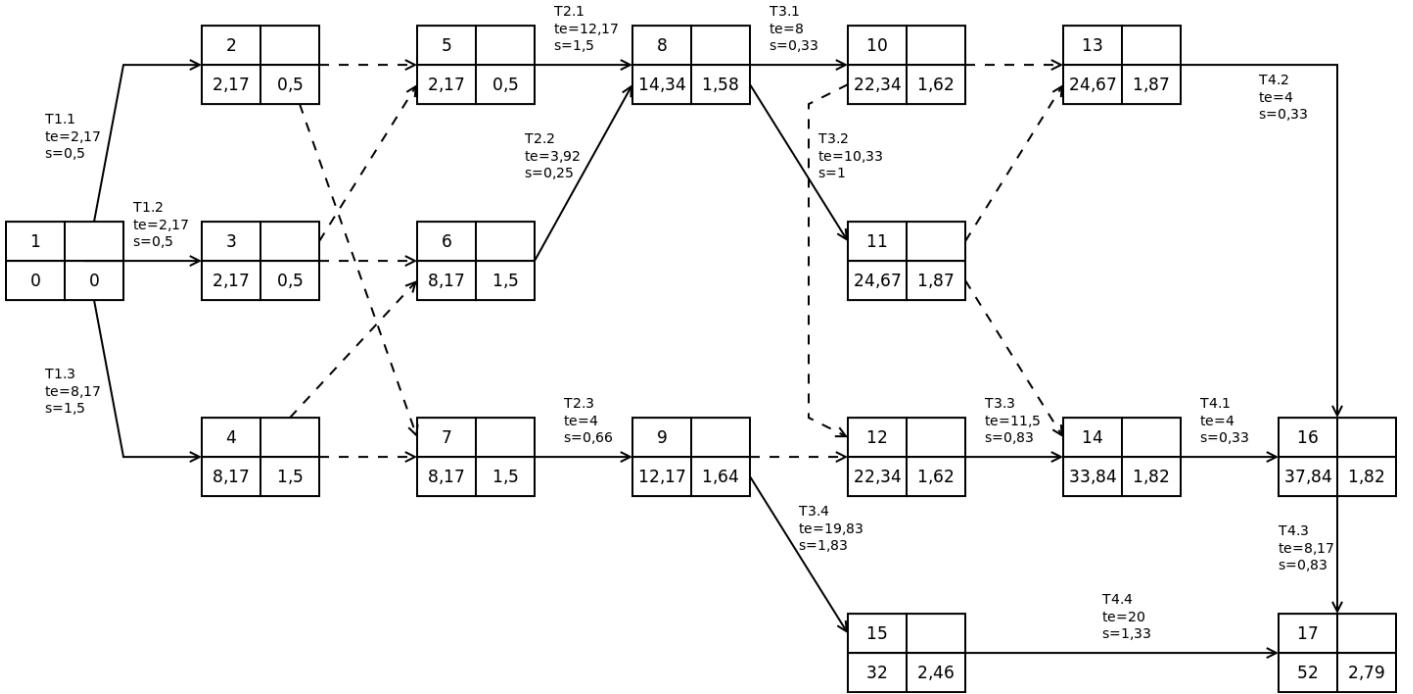 T2.1
te=12,17
s=1,5
T3.1
te=8
s=0,33
2
5
8
10
13
2,17 0,5
2,17 0,5
14,34 1,58
22,34 1,62
24,67 1,87
T4.2
te=4
s=0,33
T1.1
te=2,17
s=0,5
T2.2
te=3,92
s=0,25
T3.2
te=10,33
s=1
T1.2
te=2,17
s=0,5
1
3
6
11
0 0
2,17 0,5
8,17 1,5
24,67 1,87
T1.3
te=8,17
s=1,5
T2.3
te=4
s=0,66
T3.3
te=11,5
s=0,83
T4.1
te=4
s=0,33
4
7
9
12
14
16
8,17 1,5
8,17 1,5
12,17 1,64
22,34 1,62
33,84 1,82
37,84 1,82
T3.4
te=19,83
s=1,83
T4.3
te=8,17
s=0,83
T4.4
te=20
s=1,33
15
17
32 2,46
52 2,79